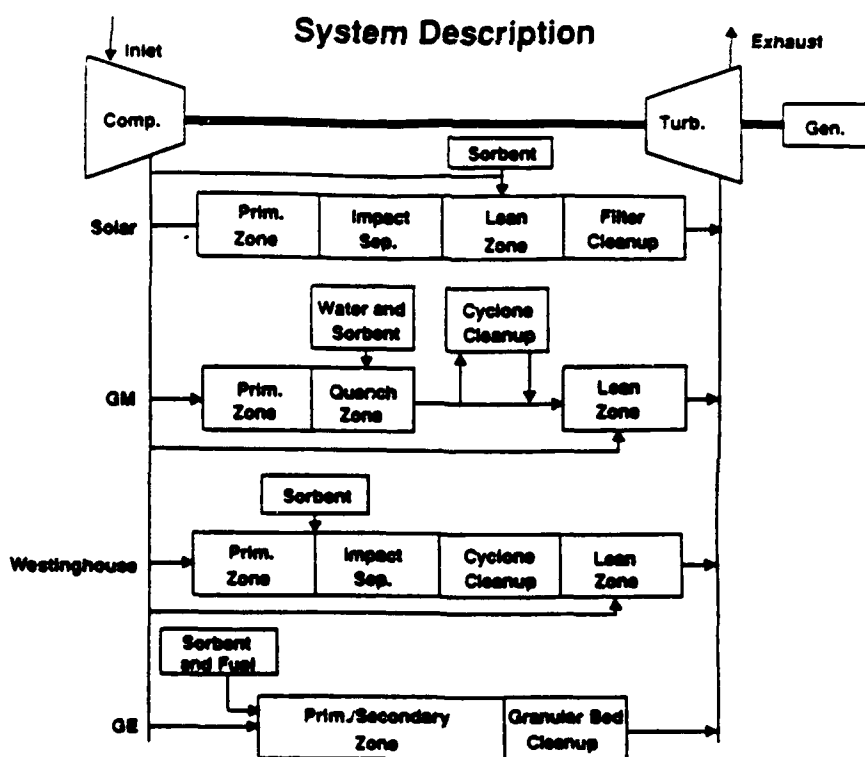 System Description
Inlet
Exhaust
Comp.
Turb.
Gen.
Sorbent
Solar
Prim.
Zone
Impact
Sep.
Lean
Zone
Filter
Cleanup
Water and
Sorbent
Cyclone
Cleanup
GM
Prim.
Zone
Quench
Zone
Lean
Zone
Sorbent
Westinghouse
Prim.
Zone
Impact
Sep.
Cyclone
Cleanup
Lean
Zone
Sorbent
and Fuel
GE
Prim./Secondary
Zone
Granular Bed
Cleanup